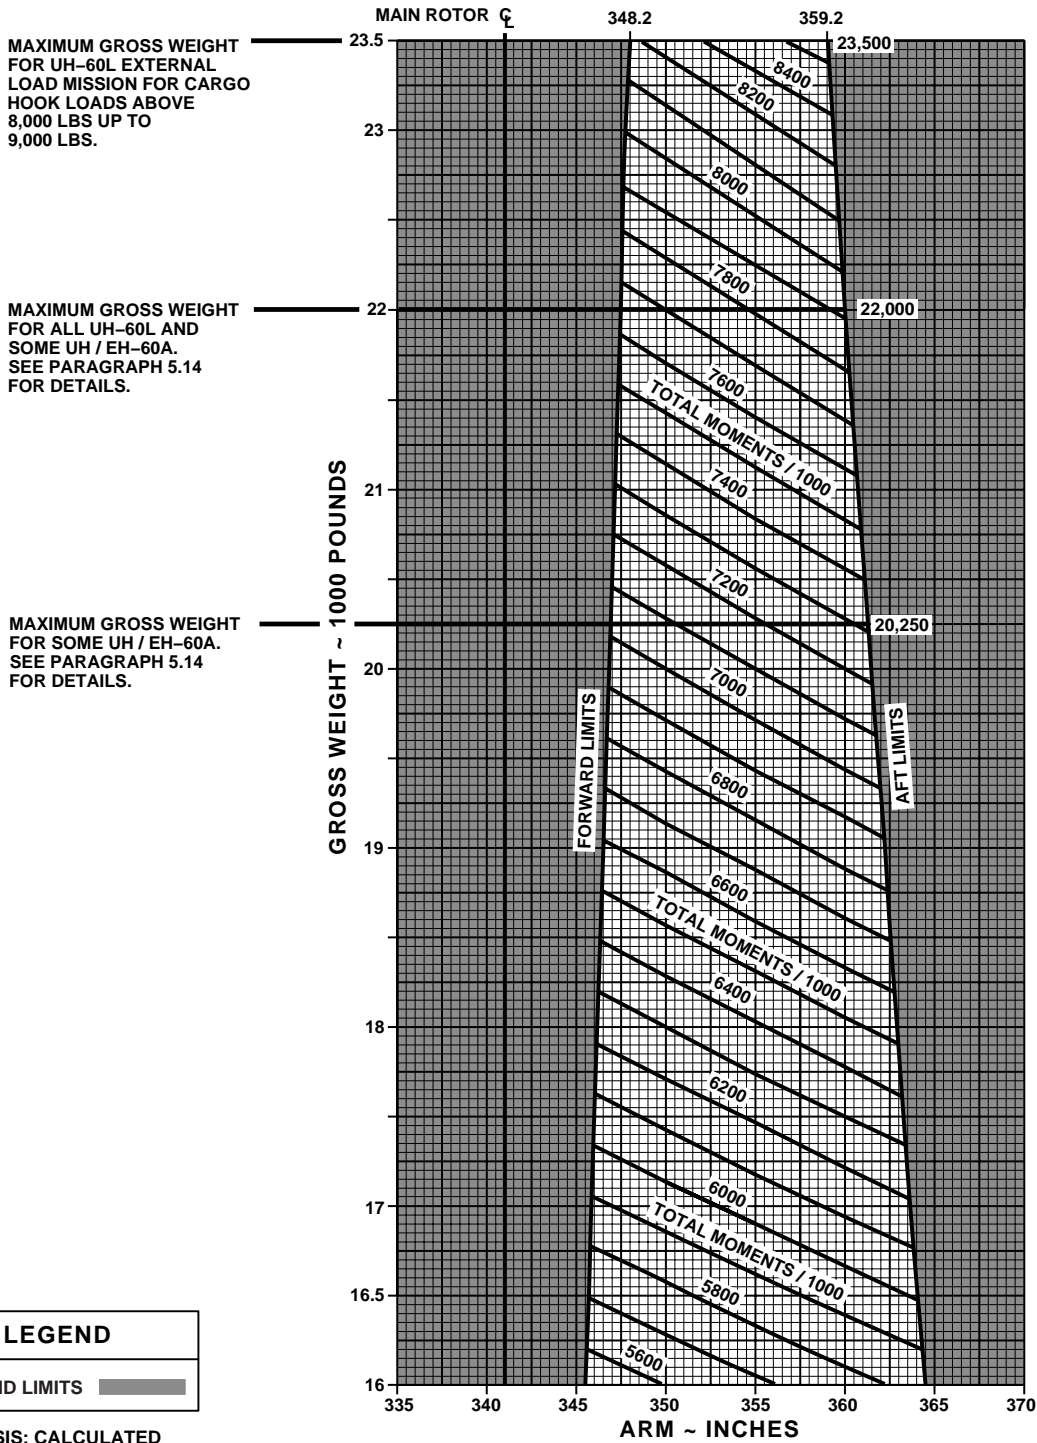 MAIN ROTOR ℄
348.2
359.2
MAXIMUM GROSS WEIGHT
FOR UH–60L EXTERNAL
LOAD MISSION FOR CARGO
HOOK LOADS ABOVE
8,000 LBS UP TO
9,000 LBS.
23.5
23,500
8400
8200
23
8000
7800
MAXIMUM GROSS WEIGHT
FOR ALL UH–60L AND
SOME UH / EH–60A.
SEE PARAGRAPH 5.14
FOR DETAILS.
22
22,000
7600
TOTAL MOMENTS / 1000
7400
21
GROSS WEIGHT ~ 1000 POUNDS
7200
MAXIMUM GROSS WEIGHT
FOR SOME UH / EH–60A.
SEE PARAGRAPH 5.14
FOR DETAILS.
20,250
20
7000
FORWARD LIMITS
AFT LIMITS
6800
19
6600
TOTAL MOMENTS / 1000
6400
18
6200
17
6000
TOTAL MOMENTS / 1000
5800
16.5
5600
16
LEGEND
ND LIMITS
335
340
345
350
355
360
365
370
ARM ~ INCHES
SIS: CALCULATED